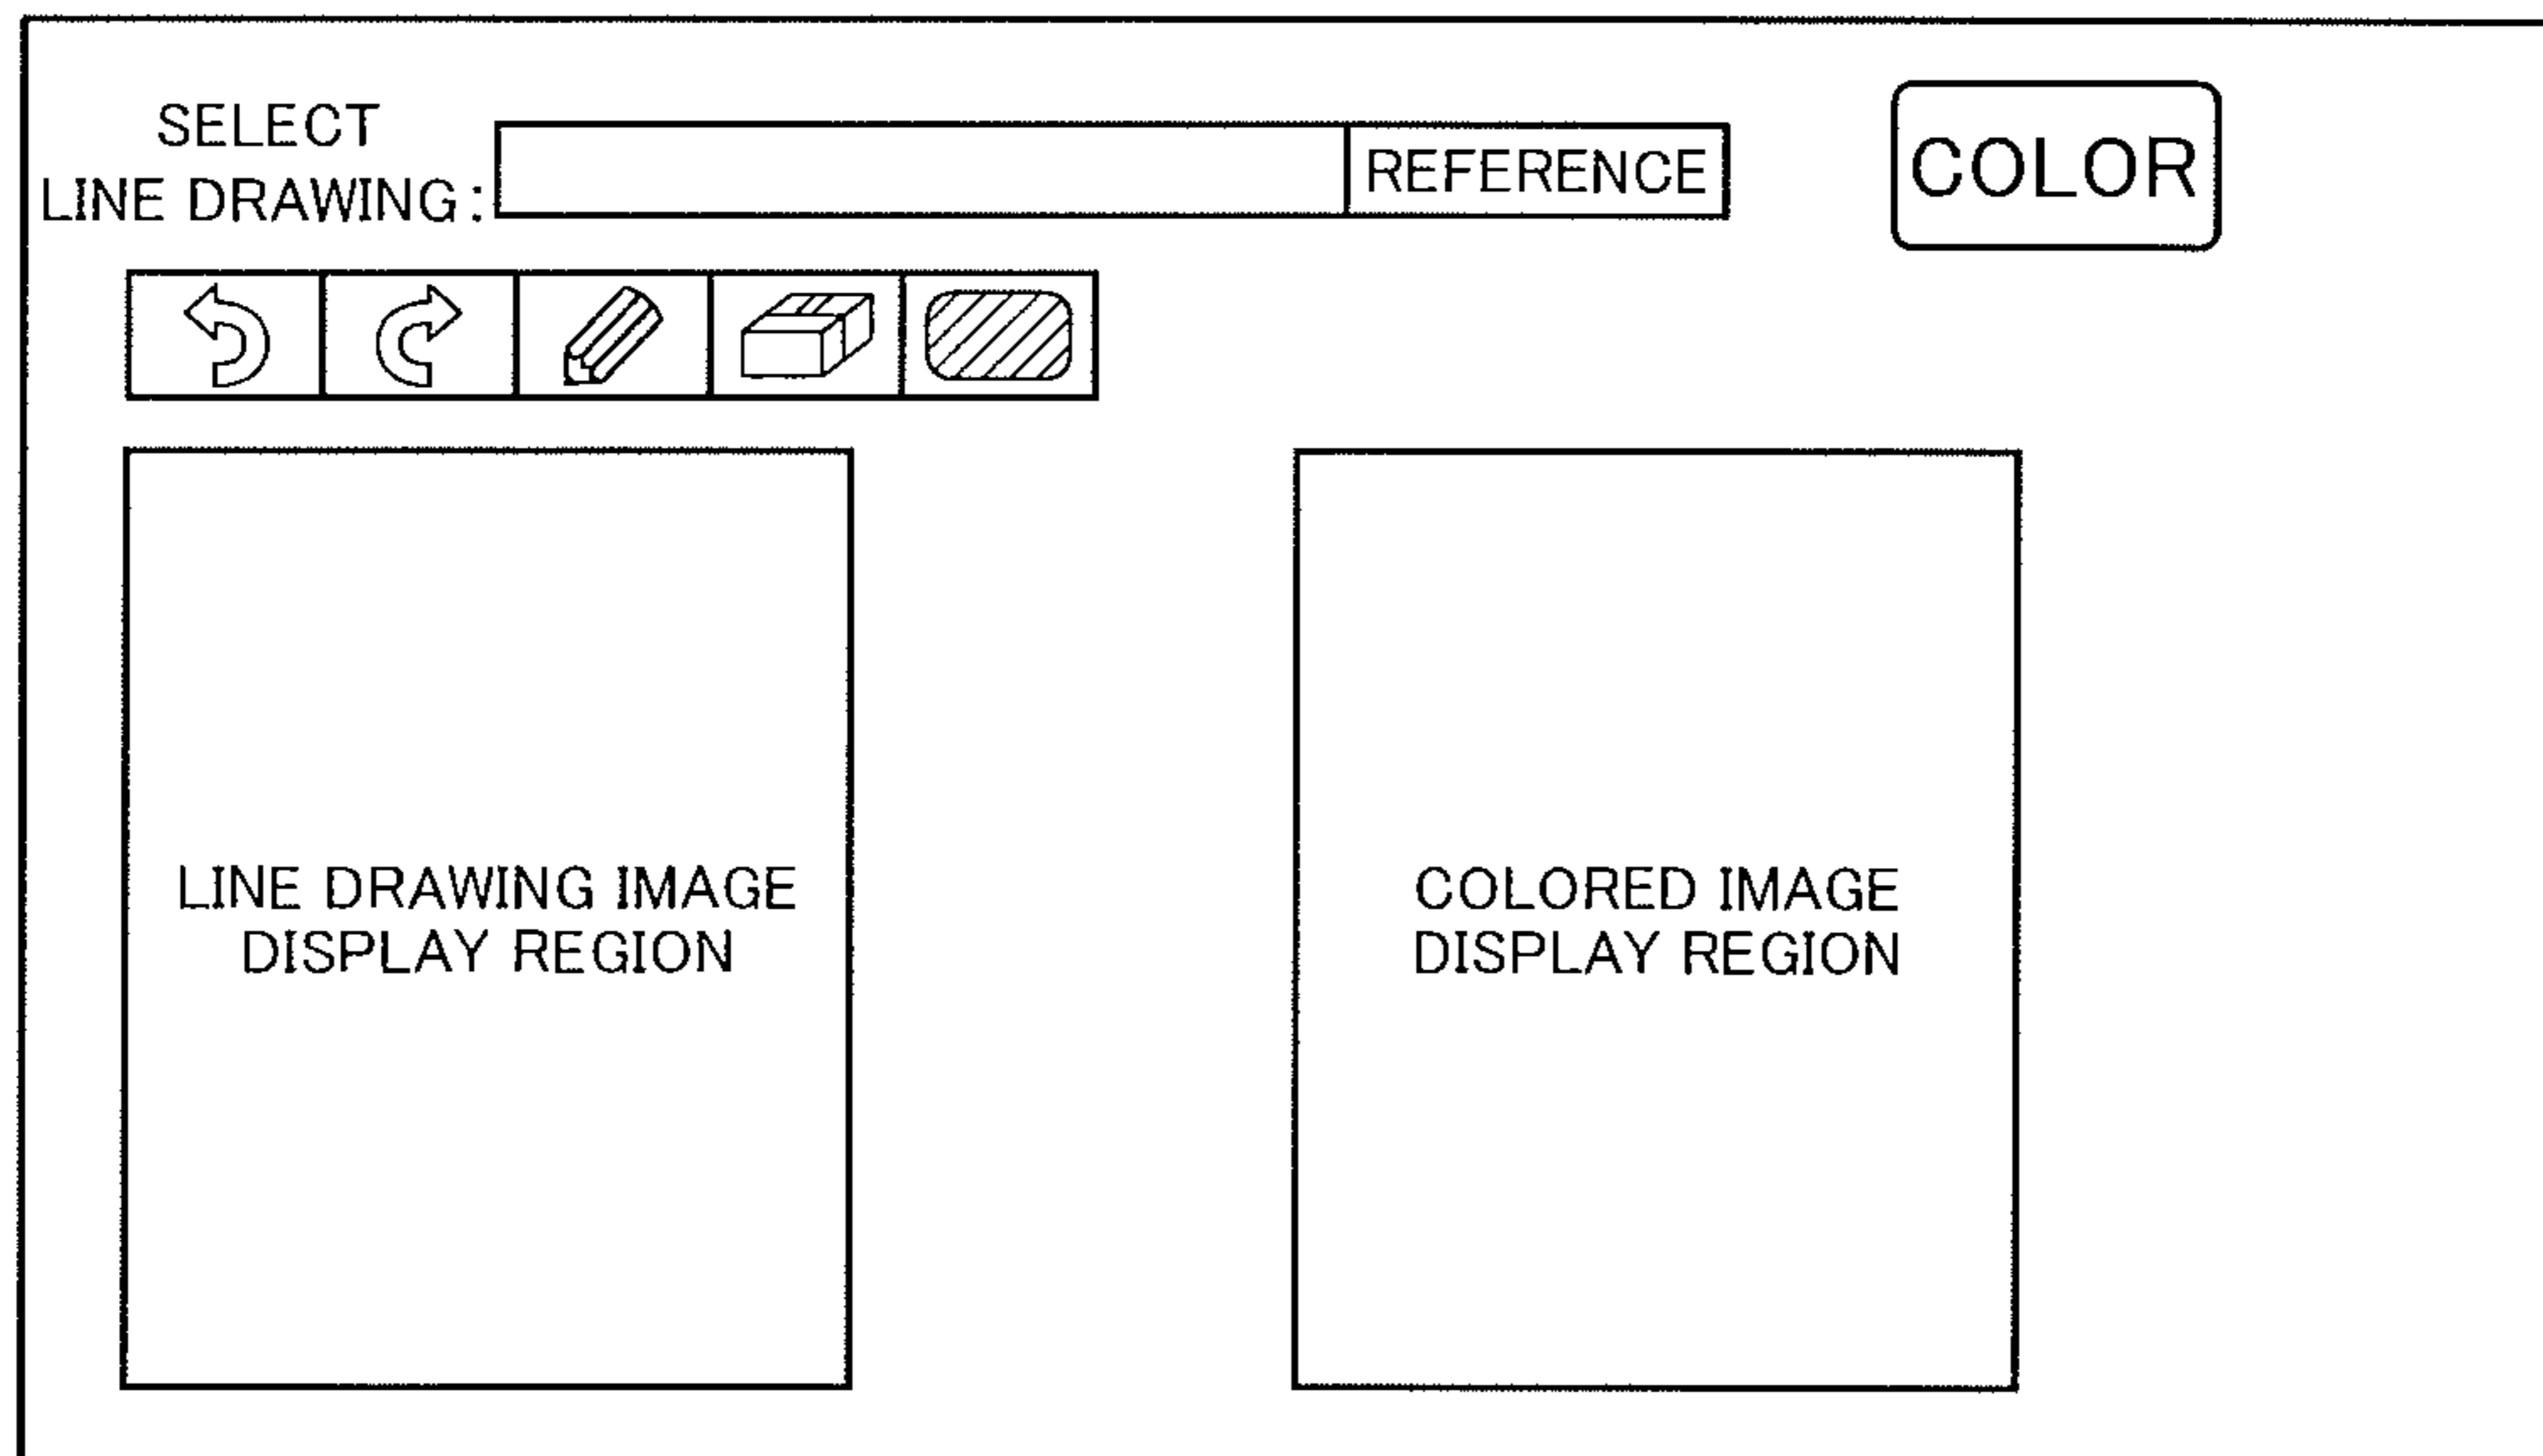 SELECT
LINE DRAWING:
REFERENCE
COLOR
LINE DRAWING IMAGE
DISPLAY REGION
COLORED IMAGE
DISPLAY REGION